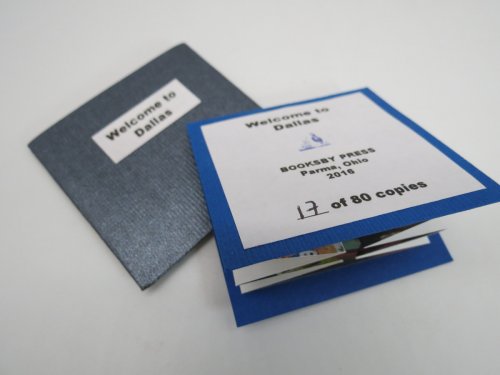 Welcome to
Dallas
Welcome to
Dallas
BOOKSBY PRESS
Parma, Ohio
2016
17 of 80 copies